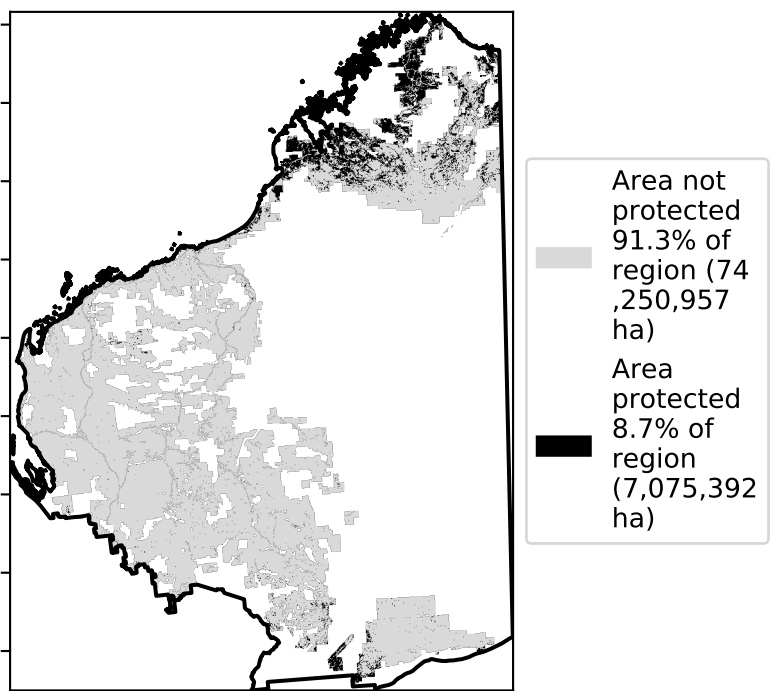 Area not
protected
91.3% of
region (74
,250,957
ha)
Area
protected
8.7% of
region
(7,075,392
ha)